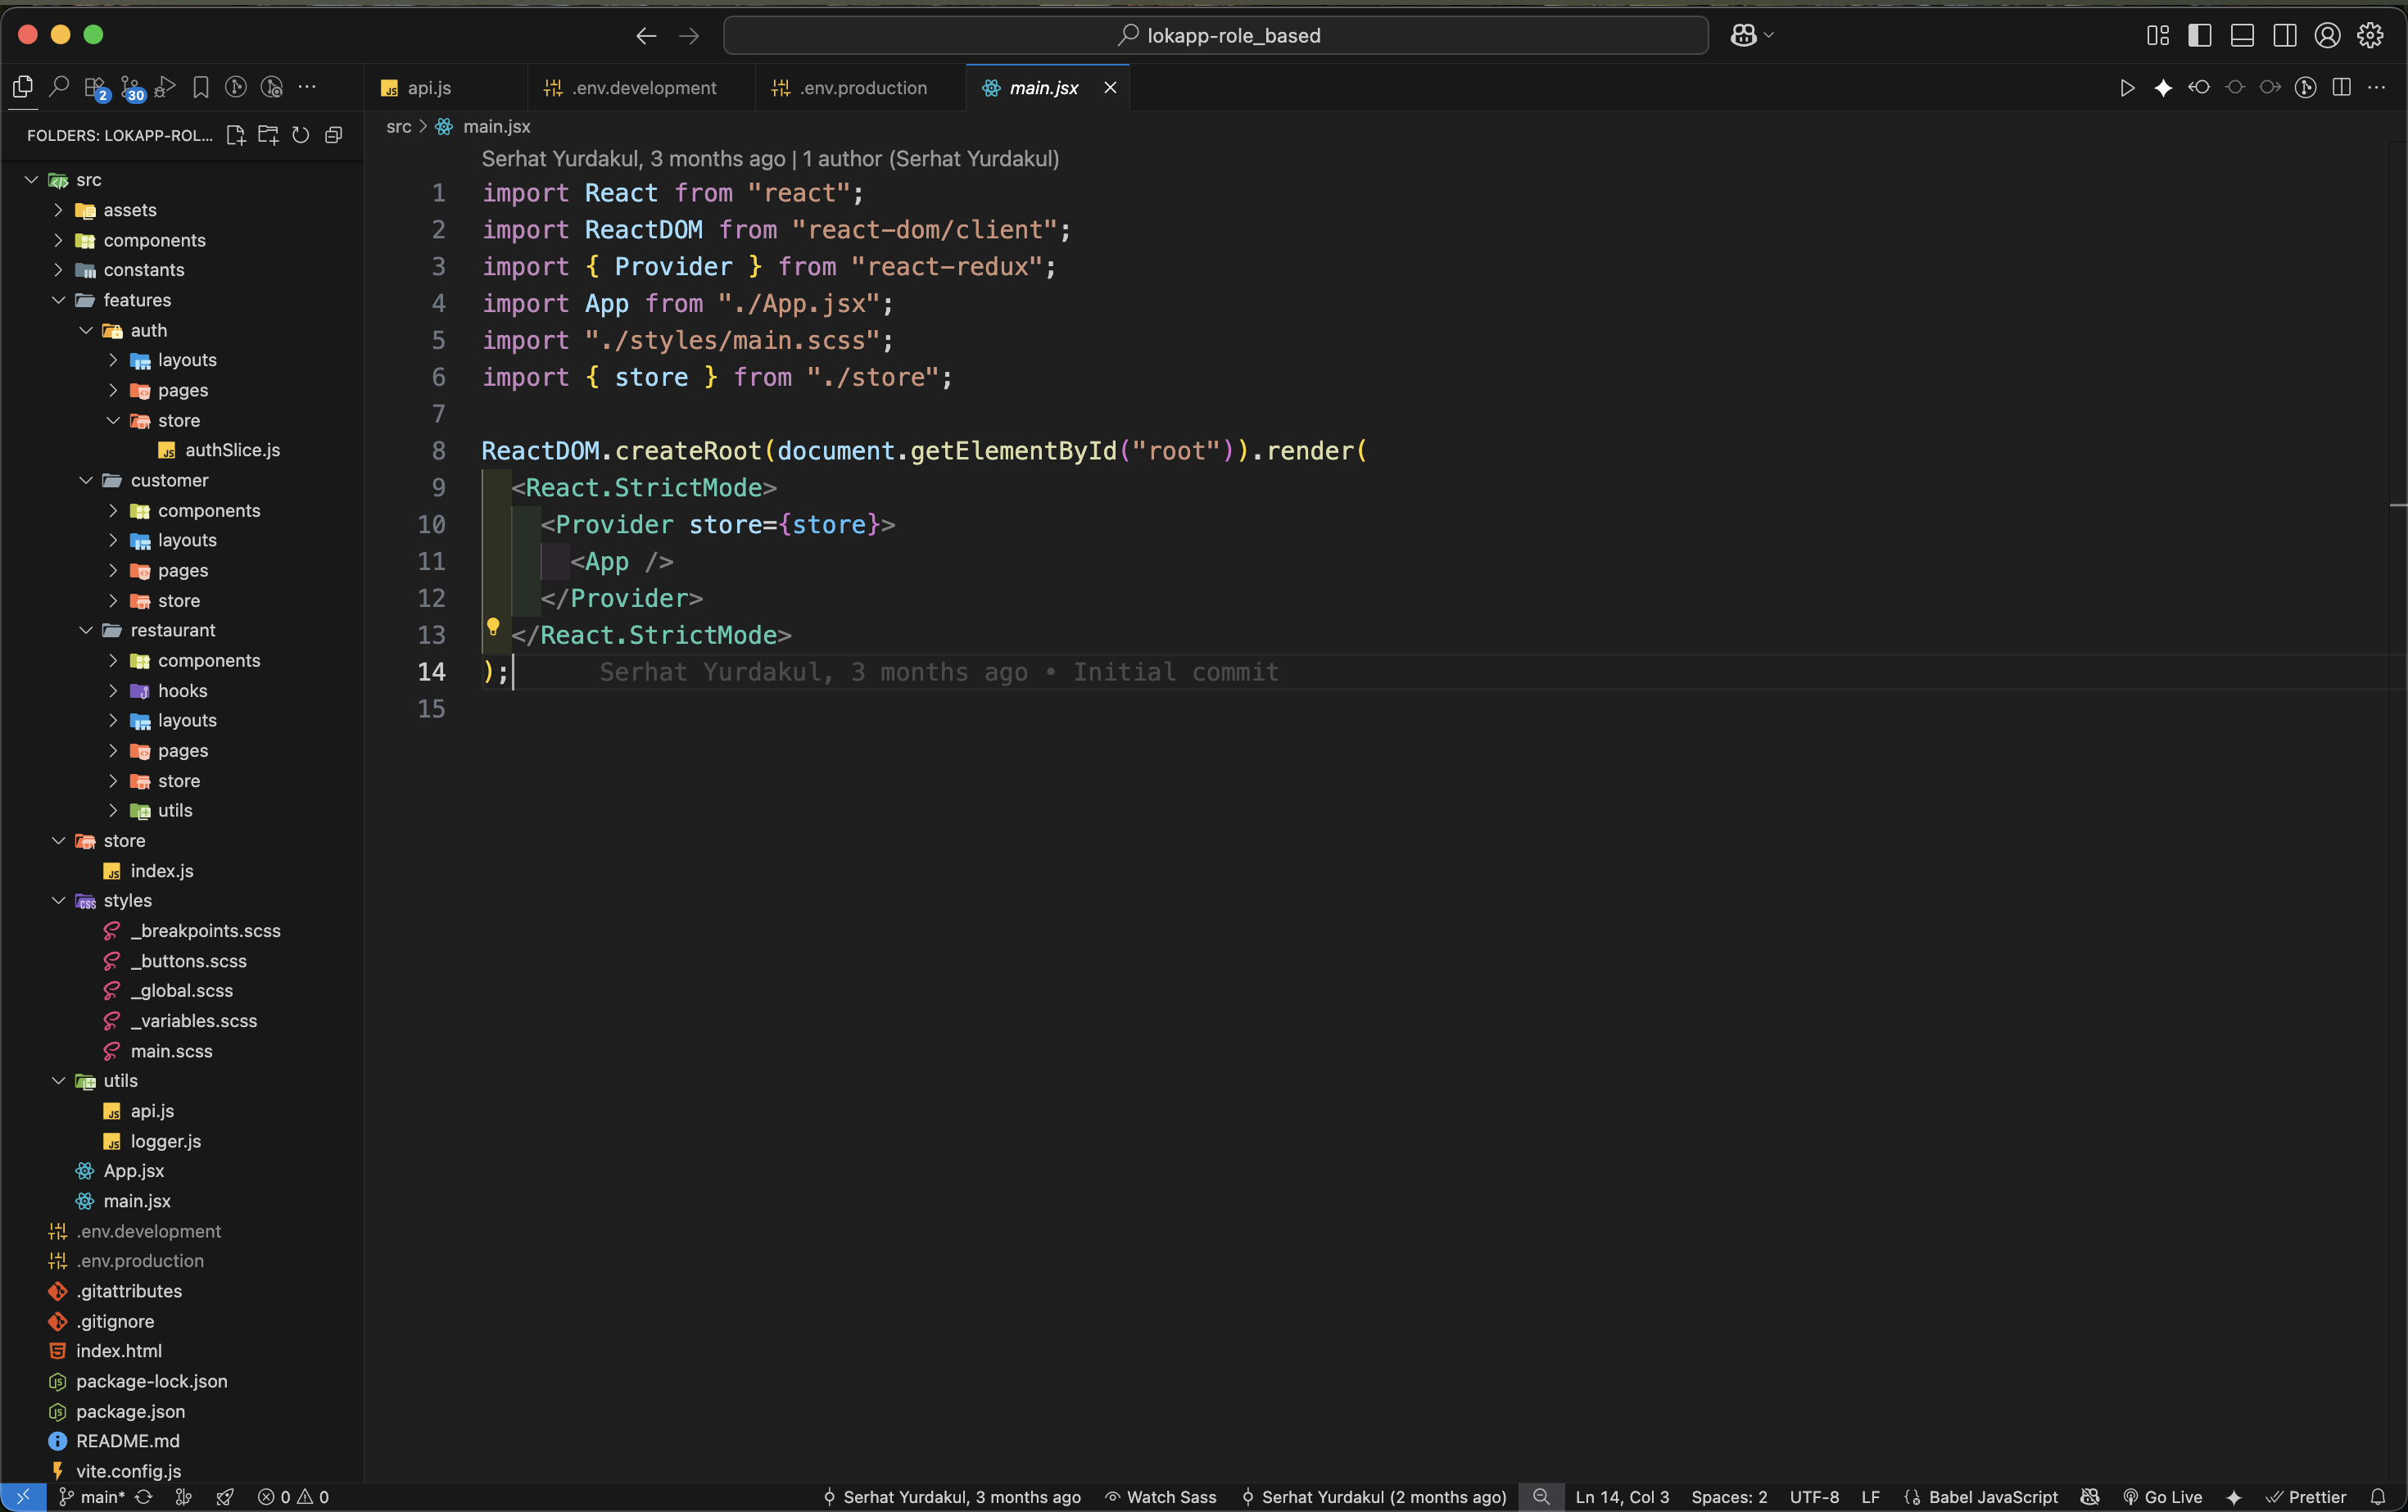 lokapp-role_based
2
30
api.js
.env.development
.env.production
main.jsx
FOLDERS: LOKAPP-ROL...
src
assets
components
constants
features
auth
layouts
pages
store
authSlice.js
customer
components
layouts
pages
store
restaurant
components
hooks
layouts
pages
store
utils
store
index.js
styles
_breakpoints.scss
_buttons.scss
_global.scss
_variables.scss
main.scss
utils
api.js
logger.js
App.jsx
main.jsx
.env.development
.env.production
.gitattributes
.gitignore
index.html
package-lock.json
package.json
README.md
vite.config.js
src > main.jsx
Serhat Yurdakul, 3 months ago | 1 author (Serhat Yurdakul)
1 import React from "react";
2 import ReactDOM from "react-dom/client";
3 import { Provider } from "react-redux";
4 import App from "./App.jsx";
5 import "./styles/main.scss";
6 import { store } from "./store";
7
8 ReactDOM.createRoot(document.getElementById("root")).render(
9 <React.StrictMode>
10 <Provider store={store}>
11 <App />
12 </Provider>
13 </React.StrictMode>
14 ); Serhat Yurdakul, 3 months ago • Initial commit
15
main* 0 0 Serhat Yurdakul, 3 months ago Watch Sass Serhat Yurdakul (2 months ago) Ln 14, Col 3 Spaces: 2 UTF-8 LF {} Babel JavaScript Go Live Prettier